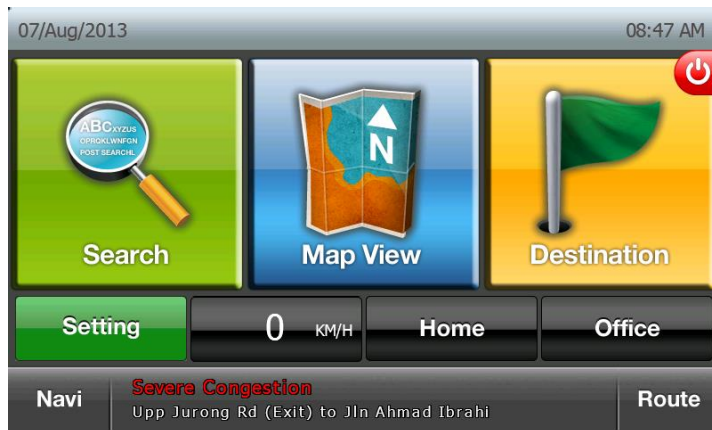 07/Aug/2013
08:47 AM
ABCXYZUS
OPRQKLWNFGN
POST SEARCHL
N
Search
Map View
Destination
Setting
0 KM/H
Home
Office
Navi
Severe Congestion
Upp Jurong Rd (Exit) to Jln Ahmad Ibrahi
Route